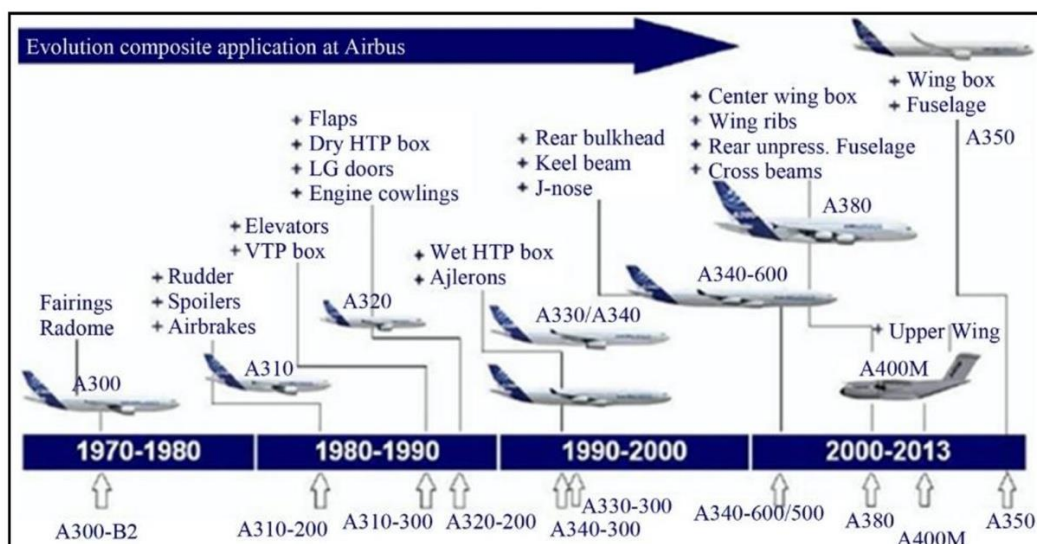 Evolution composite application at Airbus
+ Wing box
+ Fuselage
A350
+ Center wing box
+ Wing ribs
+ Rear unpress. Fuselage
+ Cross beams
A380
+ Flaps
+ Dry HTP box
+ LG doors
+ Engine cowlings
+ Rear bulkhead
+ Keel beam
+ J-nose
+ Elevators
+ VTP box
+ Wet HTP box
+ Ajlerons
+ Rudder
+ Spoilers
+ Airbrakes
Fairings
Radome
A340-600
A320
A330/A340
+ Upper Wing
A300
A310
A400M
1970-1980
1980-1990
1990-2000
2000-2013
A300-B2
A310-200
A310-300
A320-200
A330-300
A340-300
A340-600/500
A380
A400M
A350